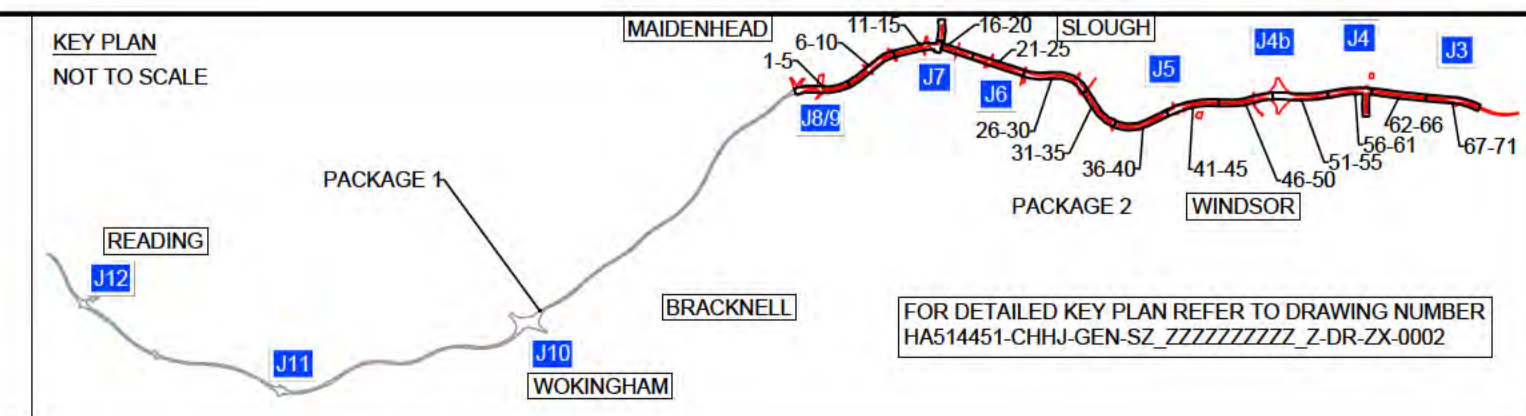 KEY PLAN
NOT TO SCALE
MAIDENHEAD
11-15
16-20
SLOUGH
6-10
21-25
1-5
J8/9
J7
J6
J5
J4b
J4
J3
26-30
31-35
36-40
41-45
46-50
51-55
56-61
62-66
67-71
PACKAGE 1
PACKAGE 2
WINDSOR
READING
J12
BRACKNELL
J11
J10
WOKINGHAM
FOR DETAILED KEY PLAN REFER TO DRAWING NUMBER
HA514451-CHHJ-GEN-SZ_ZZZZZZZZZZ_Z-DR-ZX-0002